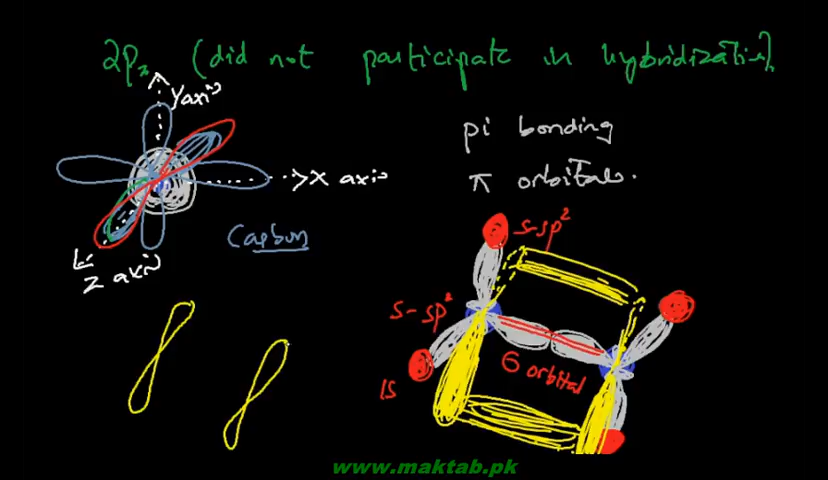 2pz (did not participate in hybridization)
Y axis
pi bonding
X axis
π orbitals.
s-sp²
Carbon
Z axis
s-sp²
σ orbital
1s
www.maktab.pk